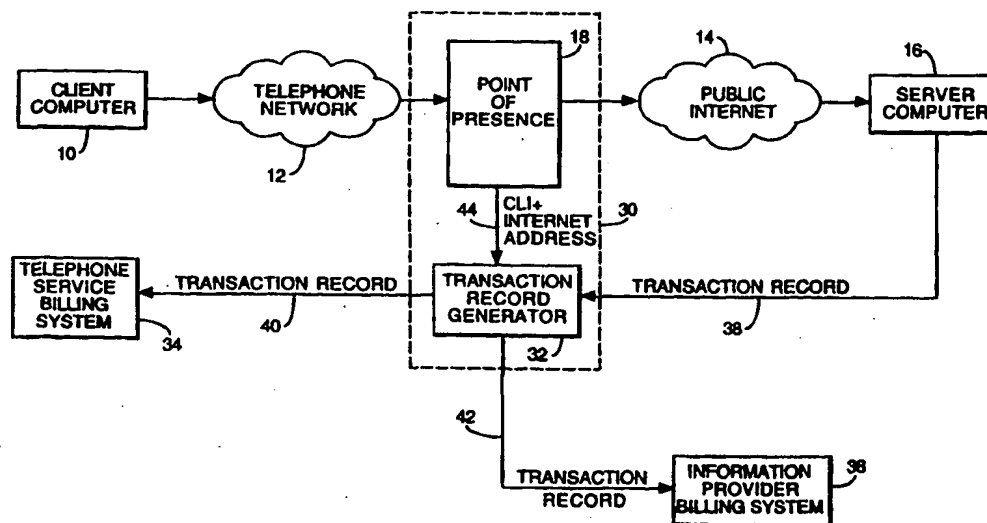 CLIENT
COMPUTER
10
TELEPHONE
NETWORK
12
18
POINT
OF
PRESENCE
14
PUBLIC
INTERNET
16
SERVER
COMPUTER
44
CLI+
INTERNET
ADDRESS
30
TELEPHONE
SERVICE
BILLING
SYSTEM
34
TRANSACTION RECORD
40
TRANSACTION
RECORD
GENERATOR
32
TRANSACTION RECORD
38
42
TRANSACTION
RECORD
INFORMATION
PROVIDER
BILLING SYSTEM
36